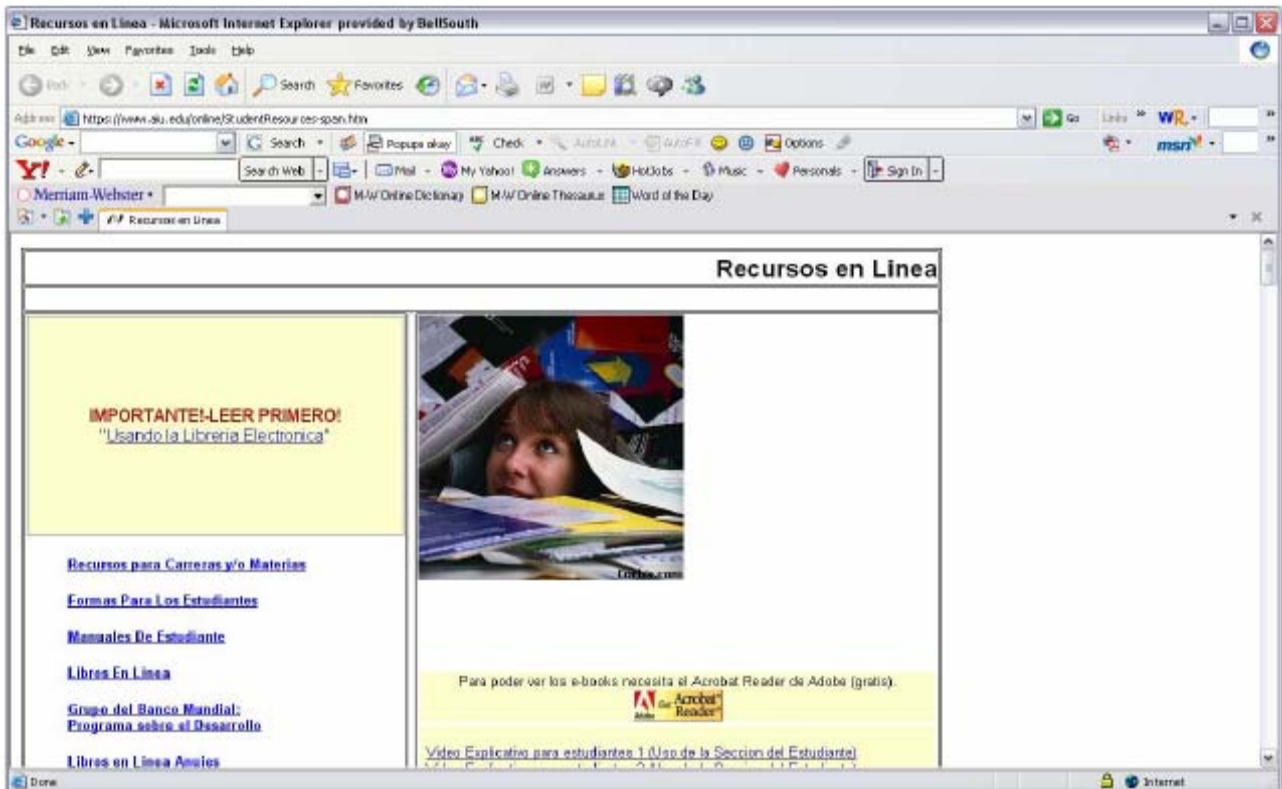 Recursos en Linea - Microsoft Internet Explorer provided by BellSouth
File Edit View Favorites Tools Help
Back Search Favorites
Address https://www.aiu.edu/online/StudentResources-span.htm Go Links WR
Google Search Popups okay Check AutoLink AutoFill Options msn
Y! Search Web Mail My Yahoo! Answers HotJobs Music Personals Sign In
Merriam-Webster M-W Online Dictionary M-W Online Thesaurus Word of the Day
Recursos en Linea
Recursos en Linea
IMPORTANTE!-LEER PRIMERO!
"Usando la Libreria Electronica"
Recursos para Carreras y/o Materias
Formas Para Los Estudiantes
Manuales De Estudiante
Libros En Linea
Grupo del Banco Mundial:
Programa sobre el Desarrollo
Libros en Linea Anuies
Corbis.com
Para poder ver los e-books necesita el Acrobat Reader de Adobe (gratis).
Adobe Get Acrobat Reader
Video Explicativo para estudiantes 1 (Uso de la Seccion del Estudiante)
Done Internet